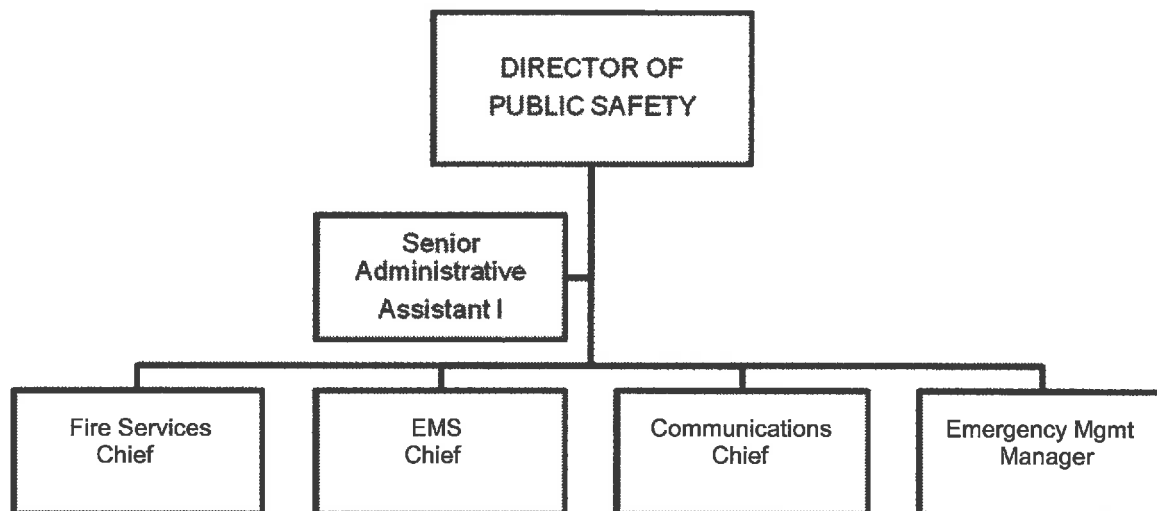 DIRECTOR OF
PUBLIC SAFETY
Senior
Administrative
Assistant I
Fire Services
Chief
EMS
Chief
Communications
Chief
Emergency Mgmt
Manager